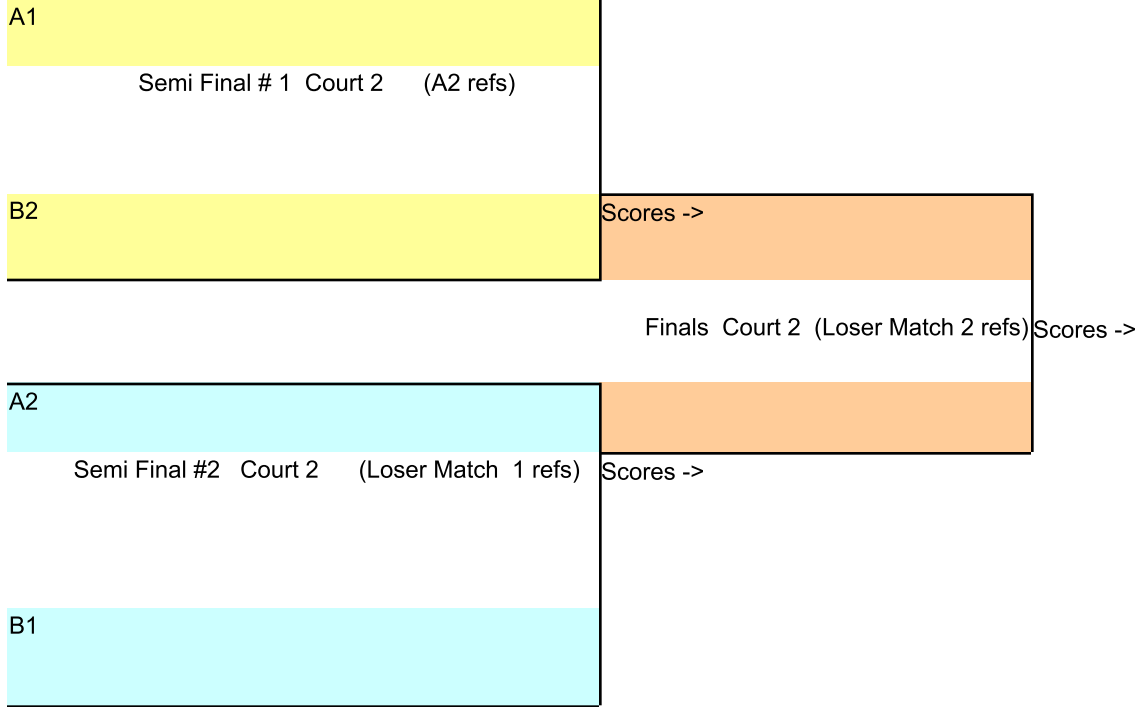 A1
Semi Final # 1 Court 2 (A2 refs)
B2
Scores ->
Finals Court 2 (Loser Match 2 refs)
Scores ->
A2
Semi Final #2 Court 2 (Loser Match 1 refs)
Scores ->
B1